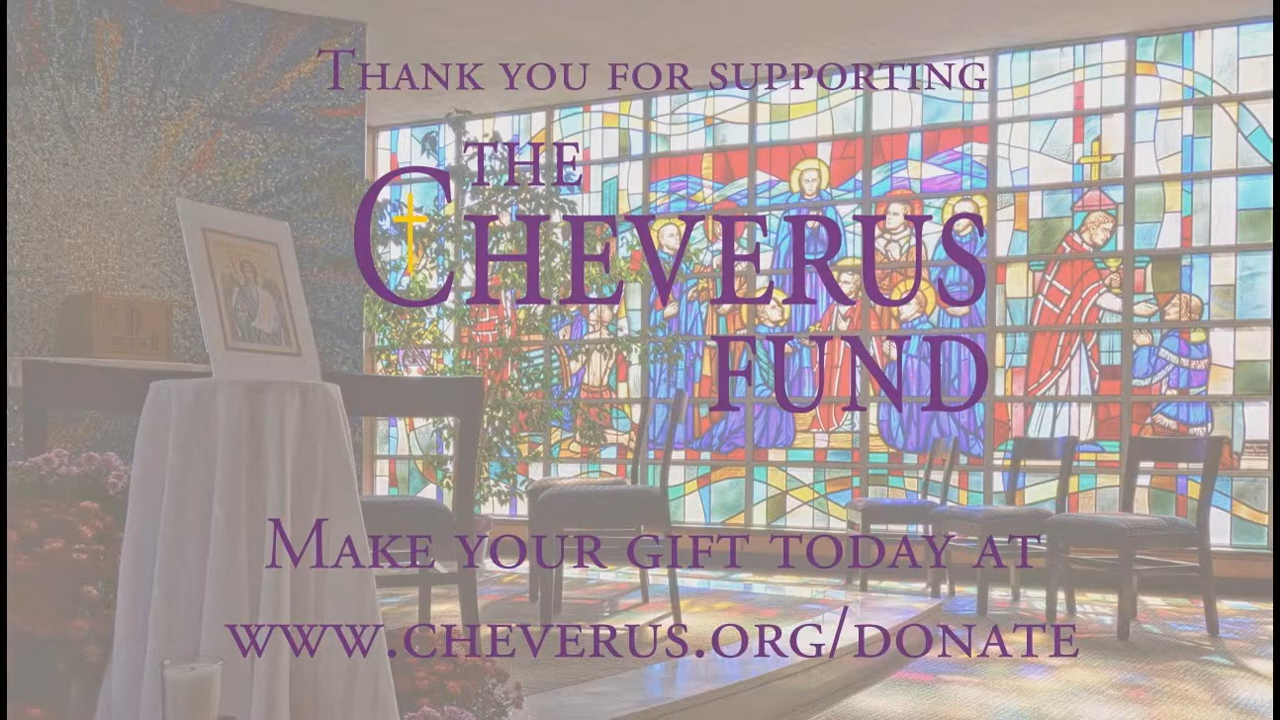 Thank you for supporting
THE
CHEVERUS
FUND
Make your gift today at
www.cheverus.org/donate